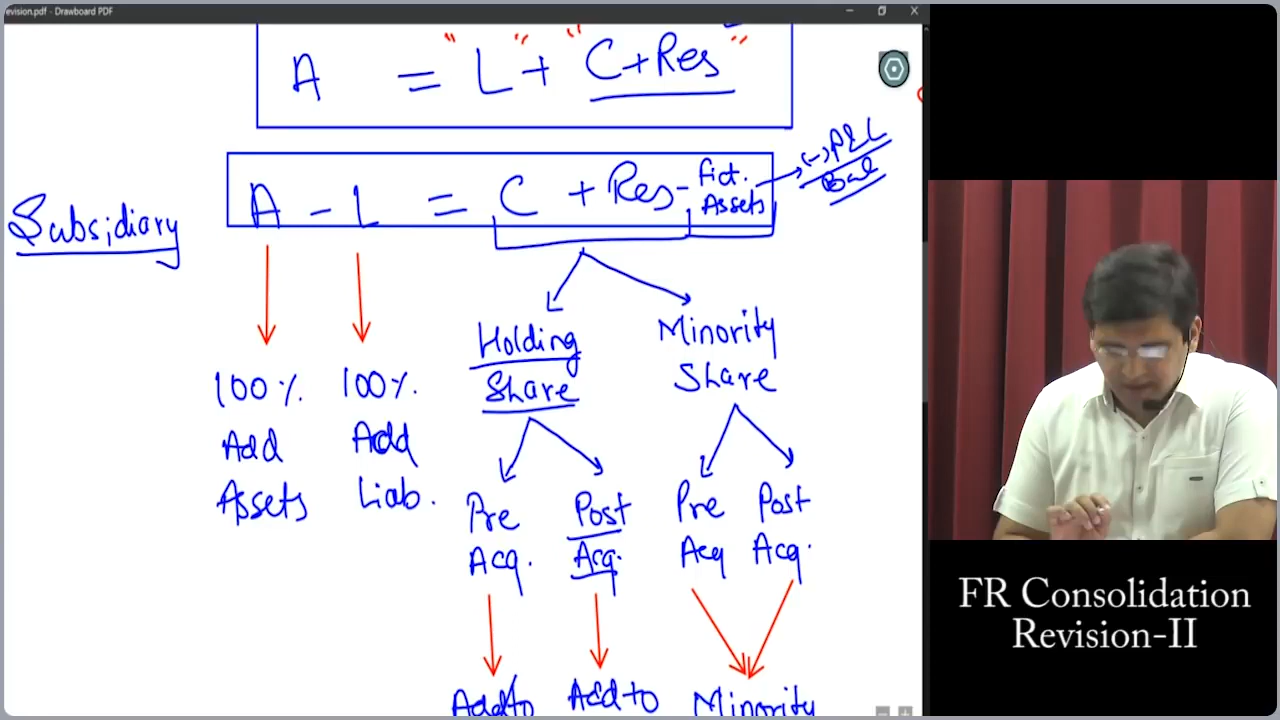 evision.pdf - Drawboard PDF
" " " "
A = L + C + Res
A - L = C + Res - Fict. Assets
(-) P&L
Bal
Subsidiary
100% 100%
Add Add
Assets Liab.
Holding Share
Minority Share
Pre Acq.
Post Acq.
Pre Acq
Post Acq.
Add to
Add to
Minority
FR Consolidation
Revision-II